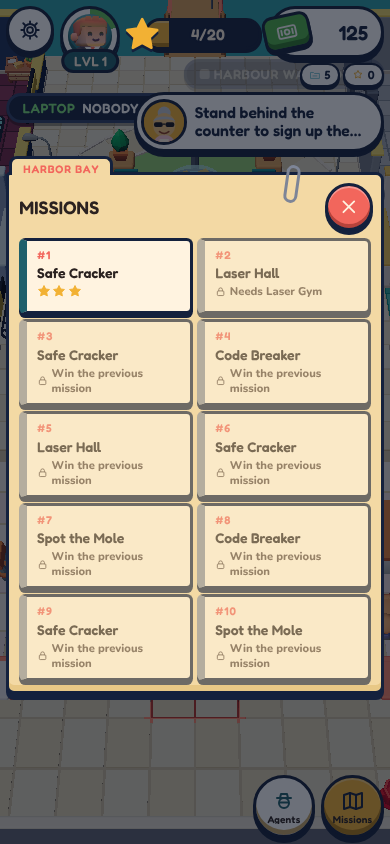 4/20
125
LVL 1
HARBOUR WA
5
0
LAPTOP NOBODY
Stand behind the
counter to sign up the...
HARBOR BAY
MISSIONS
#1
Safe Cracker
#2
Laser Hall
Needs Laser Gym
#3
Safe Cracker
Win the previous
mission
#4
Code Breaker
Win the previous
mission
#5
Laser Hall
Win the previous
mission
#6
Safe Cracker
Win the previous
mission
#7
Spot the Mole
Win the previous
mission
#8
Code Breaker
Win the previous
mission
#9
Safe Cracker
Win the previous
mission
#10
Spot the Mole
Win the previous
mission
Agents
Missions